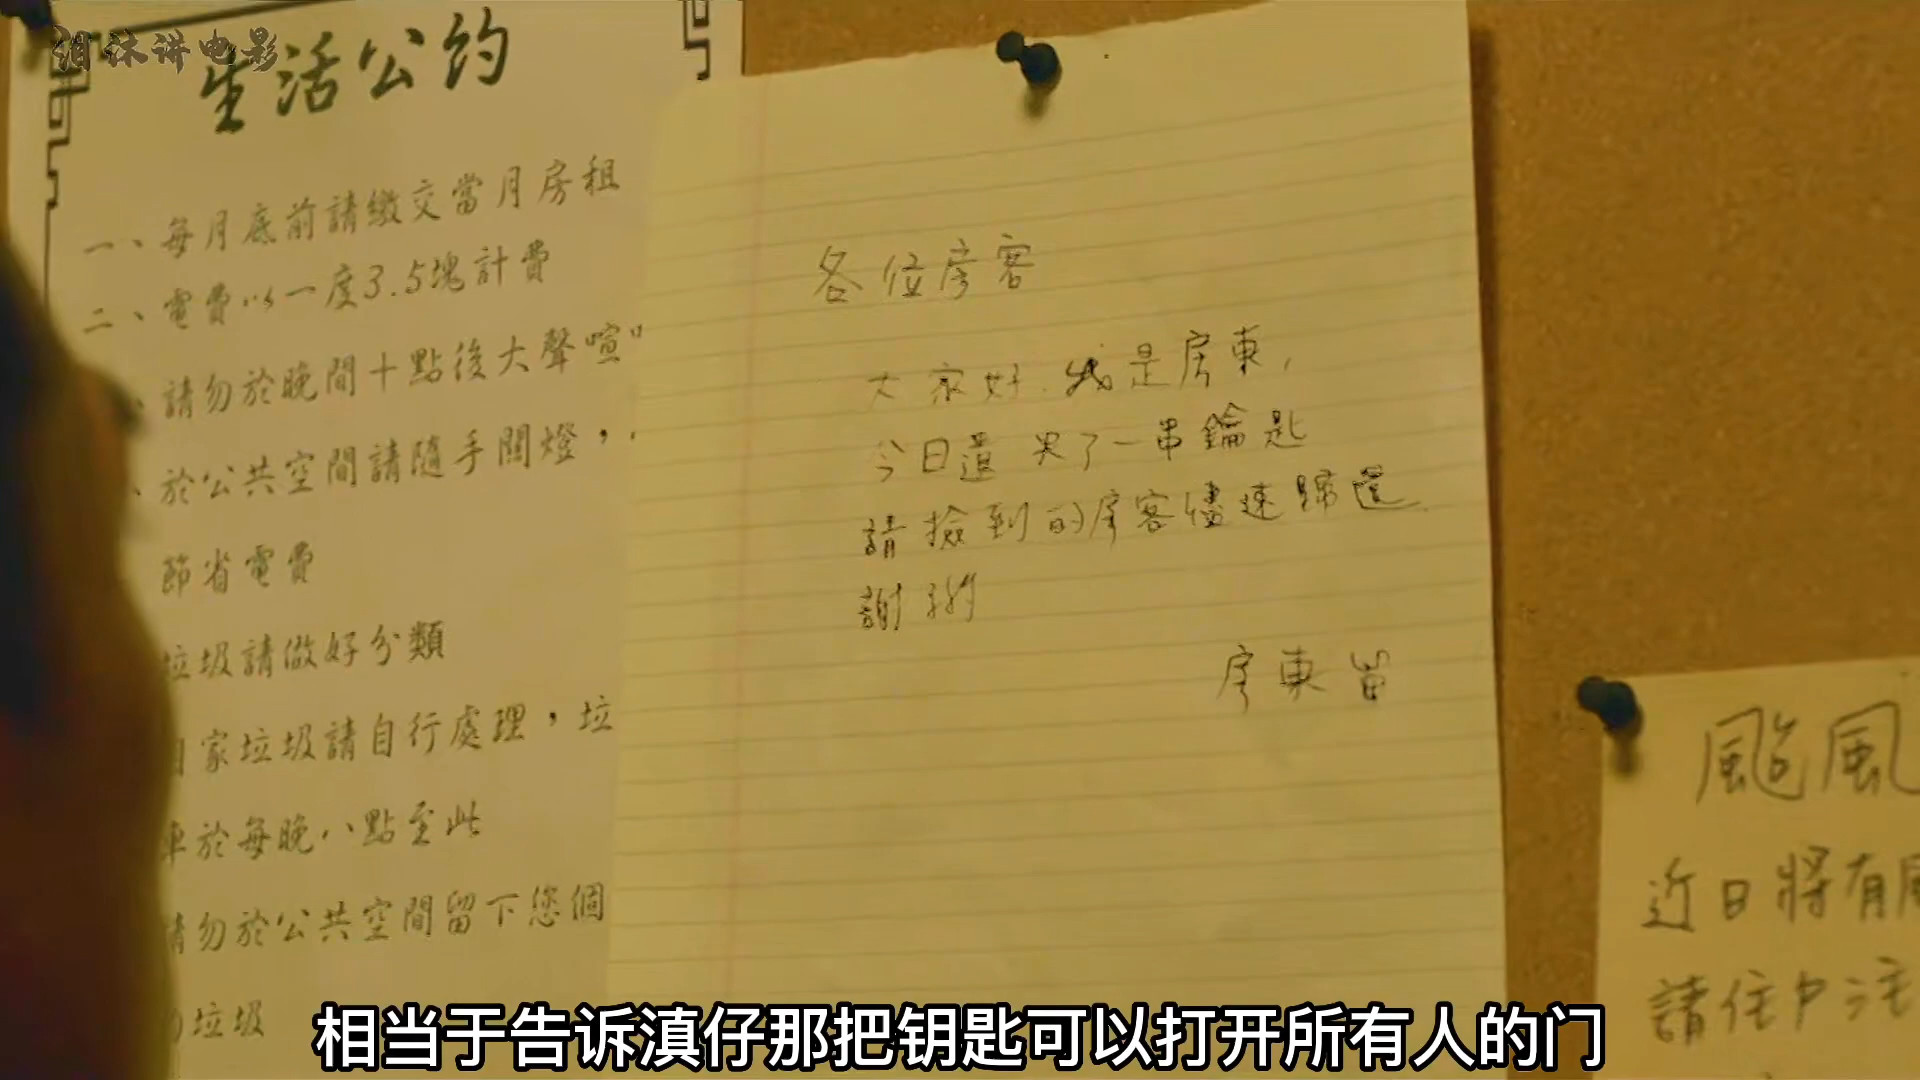 泪沐讲电影
生活公約
一、每月底前請繳交當月房租
二、電費以一度3.5塊計費
、請勿於晚間十點後大聲喧
、於公共空間請隨手關燈，
節省電費
垃圾請做好分類
家垃圾請自行處理，垃
車於每晚八點至此
請勿於公共空間留下您個
垃圾
各位房客
大家好.我是房東,
今日遺失了一串鑰匙
請撿到的房客儘速歸還.
謝謝
房東 留
颱風
近日將有
請住戶注
相当于告诉滇仔那把钥匙可以打开所有人的门